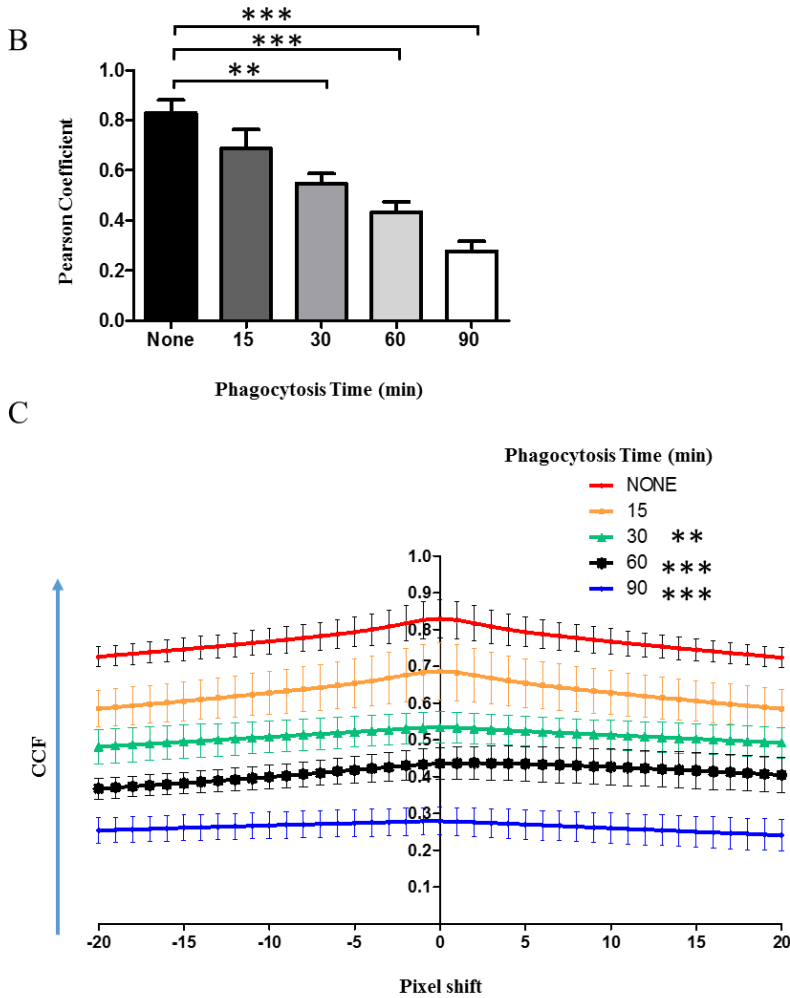 B
***
***
**
1.0
0.8
0.6
0.4
0.2
0.0
Pearson Coefficient
None 15 30 60 90
Phagocytosis Time (min)
C
Phagocytosis Time (min)
NONE
15
30 **
60 ***
90 ***
1.0
0.9
0.8
0.7
0.6
0.5
0.4
0.3
0.2
0.1
CCF
-20 -15 -10 -5 0 5 10 15 20
Pixel shift